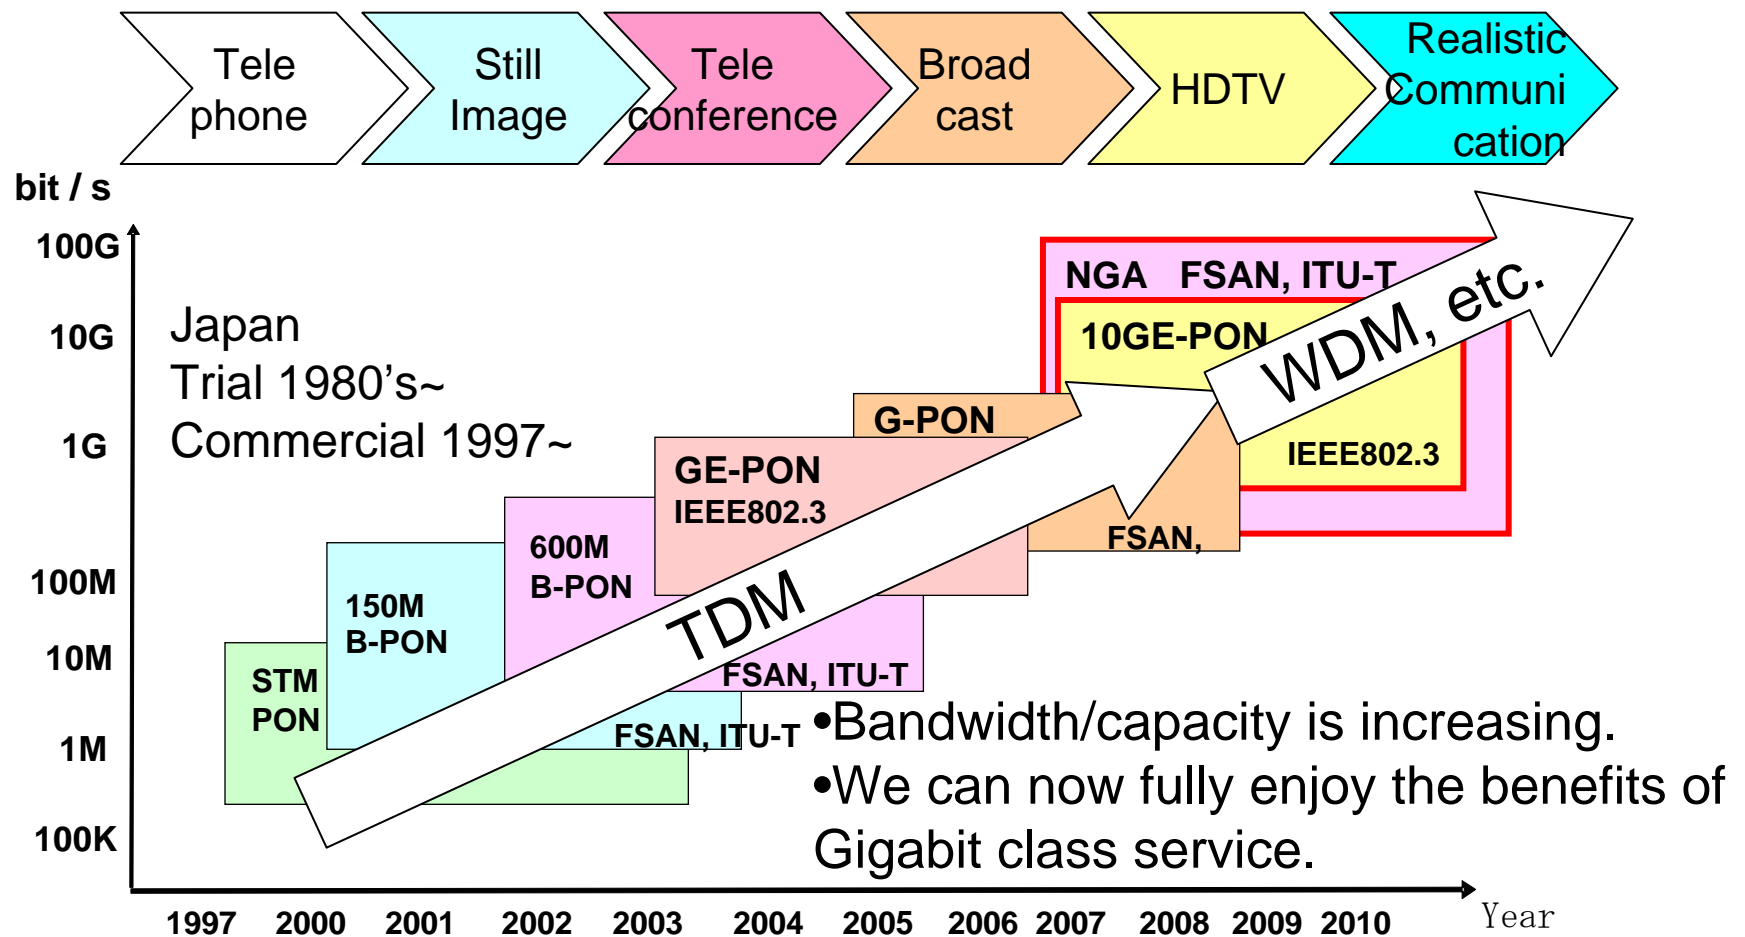 Tele
phone
Still
Image
Tele
conference
Broad
cast
HDTV
Realistic
Communi
cation
bit / s
100G
10G
1G
100M
10M
1M
100K
Japan
Trial 1980's~
Commercial 1997~
NGA FSAN, ITU-T
10GE-PON
IEEE802.3
WDM, etc.
G-PON
FSAN,
GE-PON
IEEE802.3
600M
B-PON
FSAN, ITU-T
150M
B-PON
FSAN, ITU-T
STM
PON
TDM
•Bandwidth/capacity is increasing.
•We can now fully enjoy the benefits of
Gigabit class service.
1997 2000 2001 2002 2003 2004 2005 2006 2007 2008 2009 2010 Year